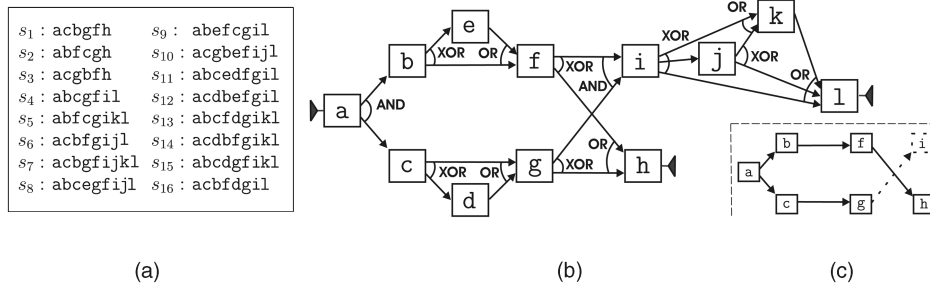 s1 : acbgfh s9 : abefcgil
s2 : abfcgh s10 : acgbefijl
s3 : acgbfh s11 : abcedfgil
s4 : abcgfil s12 : acdbefgil
s5 : abfcgikl s13 : abcfdgikl
s6 : acbfgijl s14 : acdbfgikl
s7 : acbgfijkl s15 : abcdgfikl
s8 : abcegfijl s16 : acbfdgil
a
AND
b
XOR
e
OR
f
XOR
c
XOR
d
OR
g
XOR
AND
i
OR
h
XOR
OR
k
j
XOR
OR
l
a
b
f
i
c
g
h
(a)
(b)
(c)